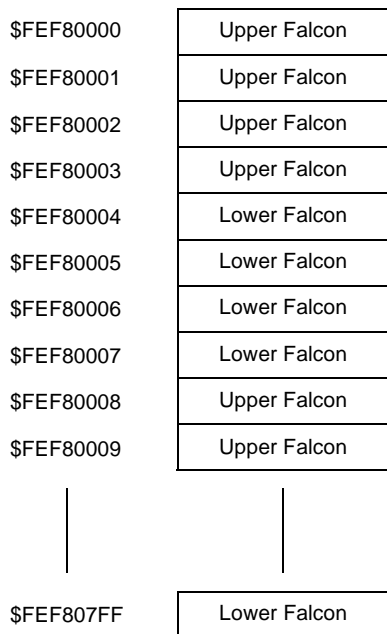 $FEF80000 Upper Falcon
$FEF80001 Upper Falcon
$FEF80002 Upper Falcon
$FEF80003 Upper Falcon
$FEF80004 Lower Falcon
$FEF80005 Lower Falcon
$FEF80006 Lower Falcon
$FEF80007 Lower Falcon
$FEF80008 Upper Falcon
$FEF80009 Upper Falcon
$FEF807FF Lower Falcon